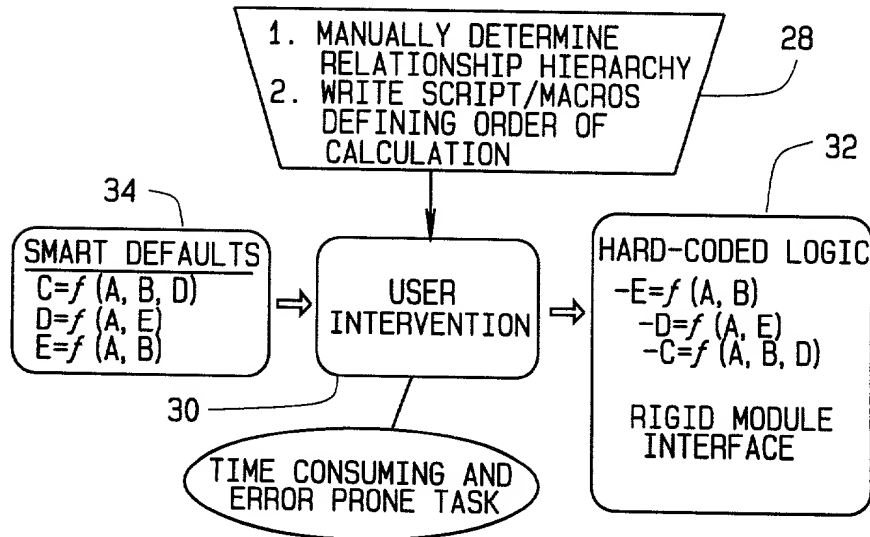 1. MANUALLY DETERMINE
RELATIONSHIP HIERARCHY
2. WRITE SCRIPT/MACROS
DEFINING ORDER OF
CALCULATION
28
34
SMART DEFAULTS
C=f (A, B, D)
D=f (A, E)
E=f (A, B)
USER
INTERVENTION
30
32
HARD-CODED LOGIC
-E=f (A, B)
-D=f (A, E)
-C=f (A, B, D)
RIGID MODULE
INTERFACE
TIME CONSUMING AND
ERROR PRONE TASK